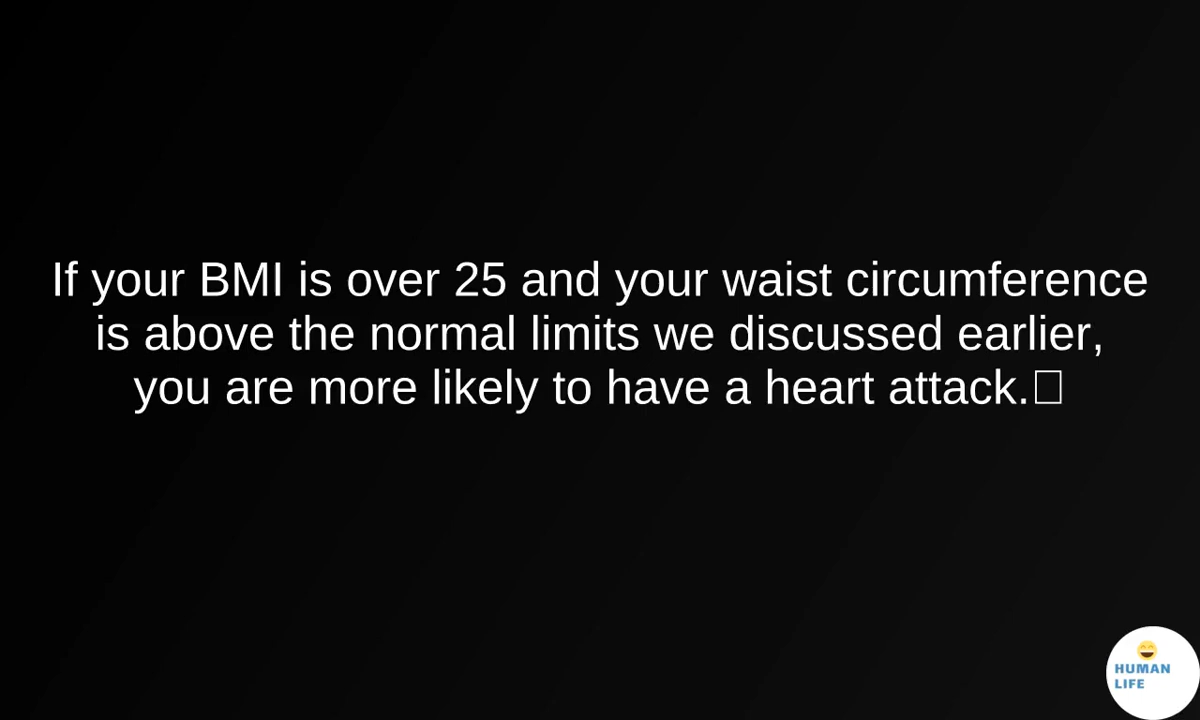 If your BMI is over 25 and your waist circumference
is above the normal limits we discussed earlier,
you are more likely to have a heart attack.
HUMAN
LIFE